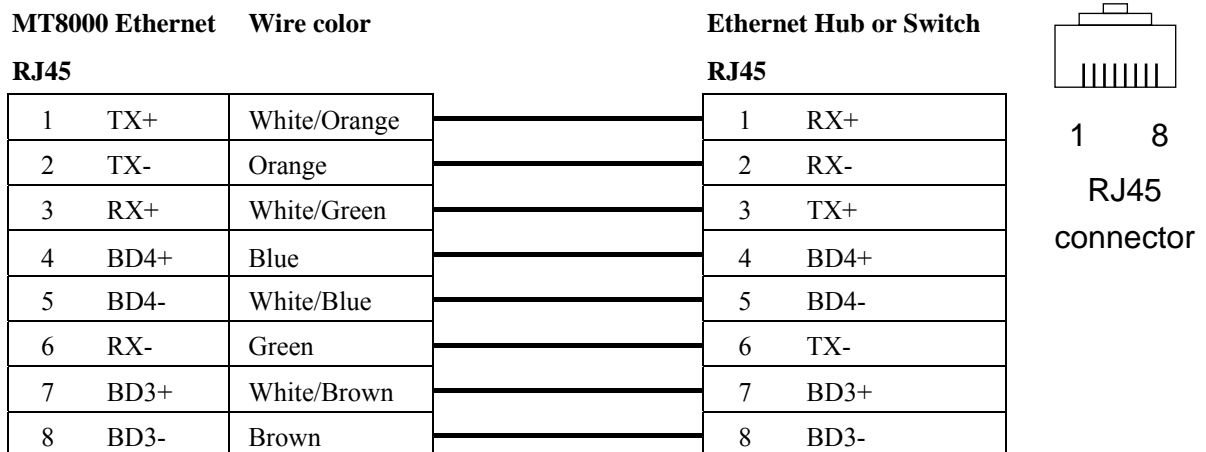 MT8000 Ethernet Wire color Ethernet Hub or Switch
RJ45 RJ45
1 TX+ White/Orange 1 RX+
2 TX- Orange 2 RX-
3 RX+ White/Green 3 TX+
4 BD4+ Blue 4 BD4+
5 BD4- White/Blue 5 BD4-
6 RX- Green 6 TX-
7 BD3+ White/Brown 7 BD3+
8 BD3- Brown 8 BD3-
1 8
RJ45
connector